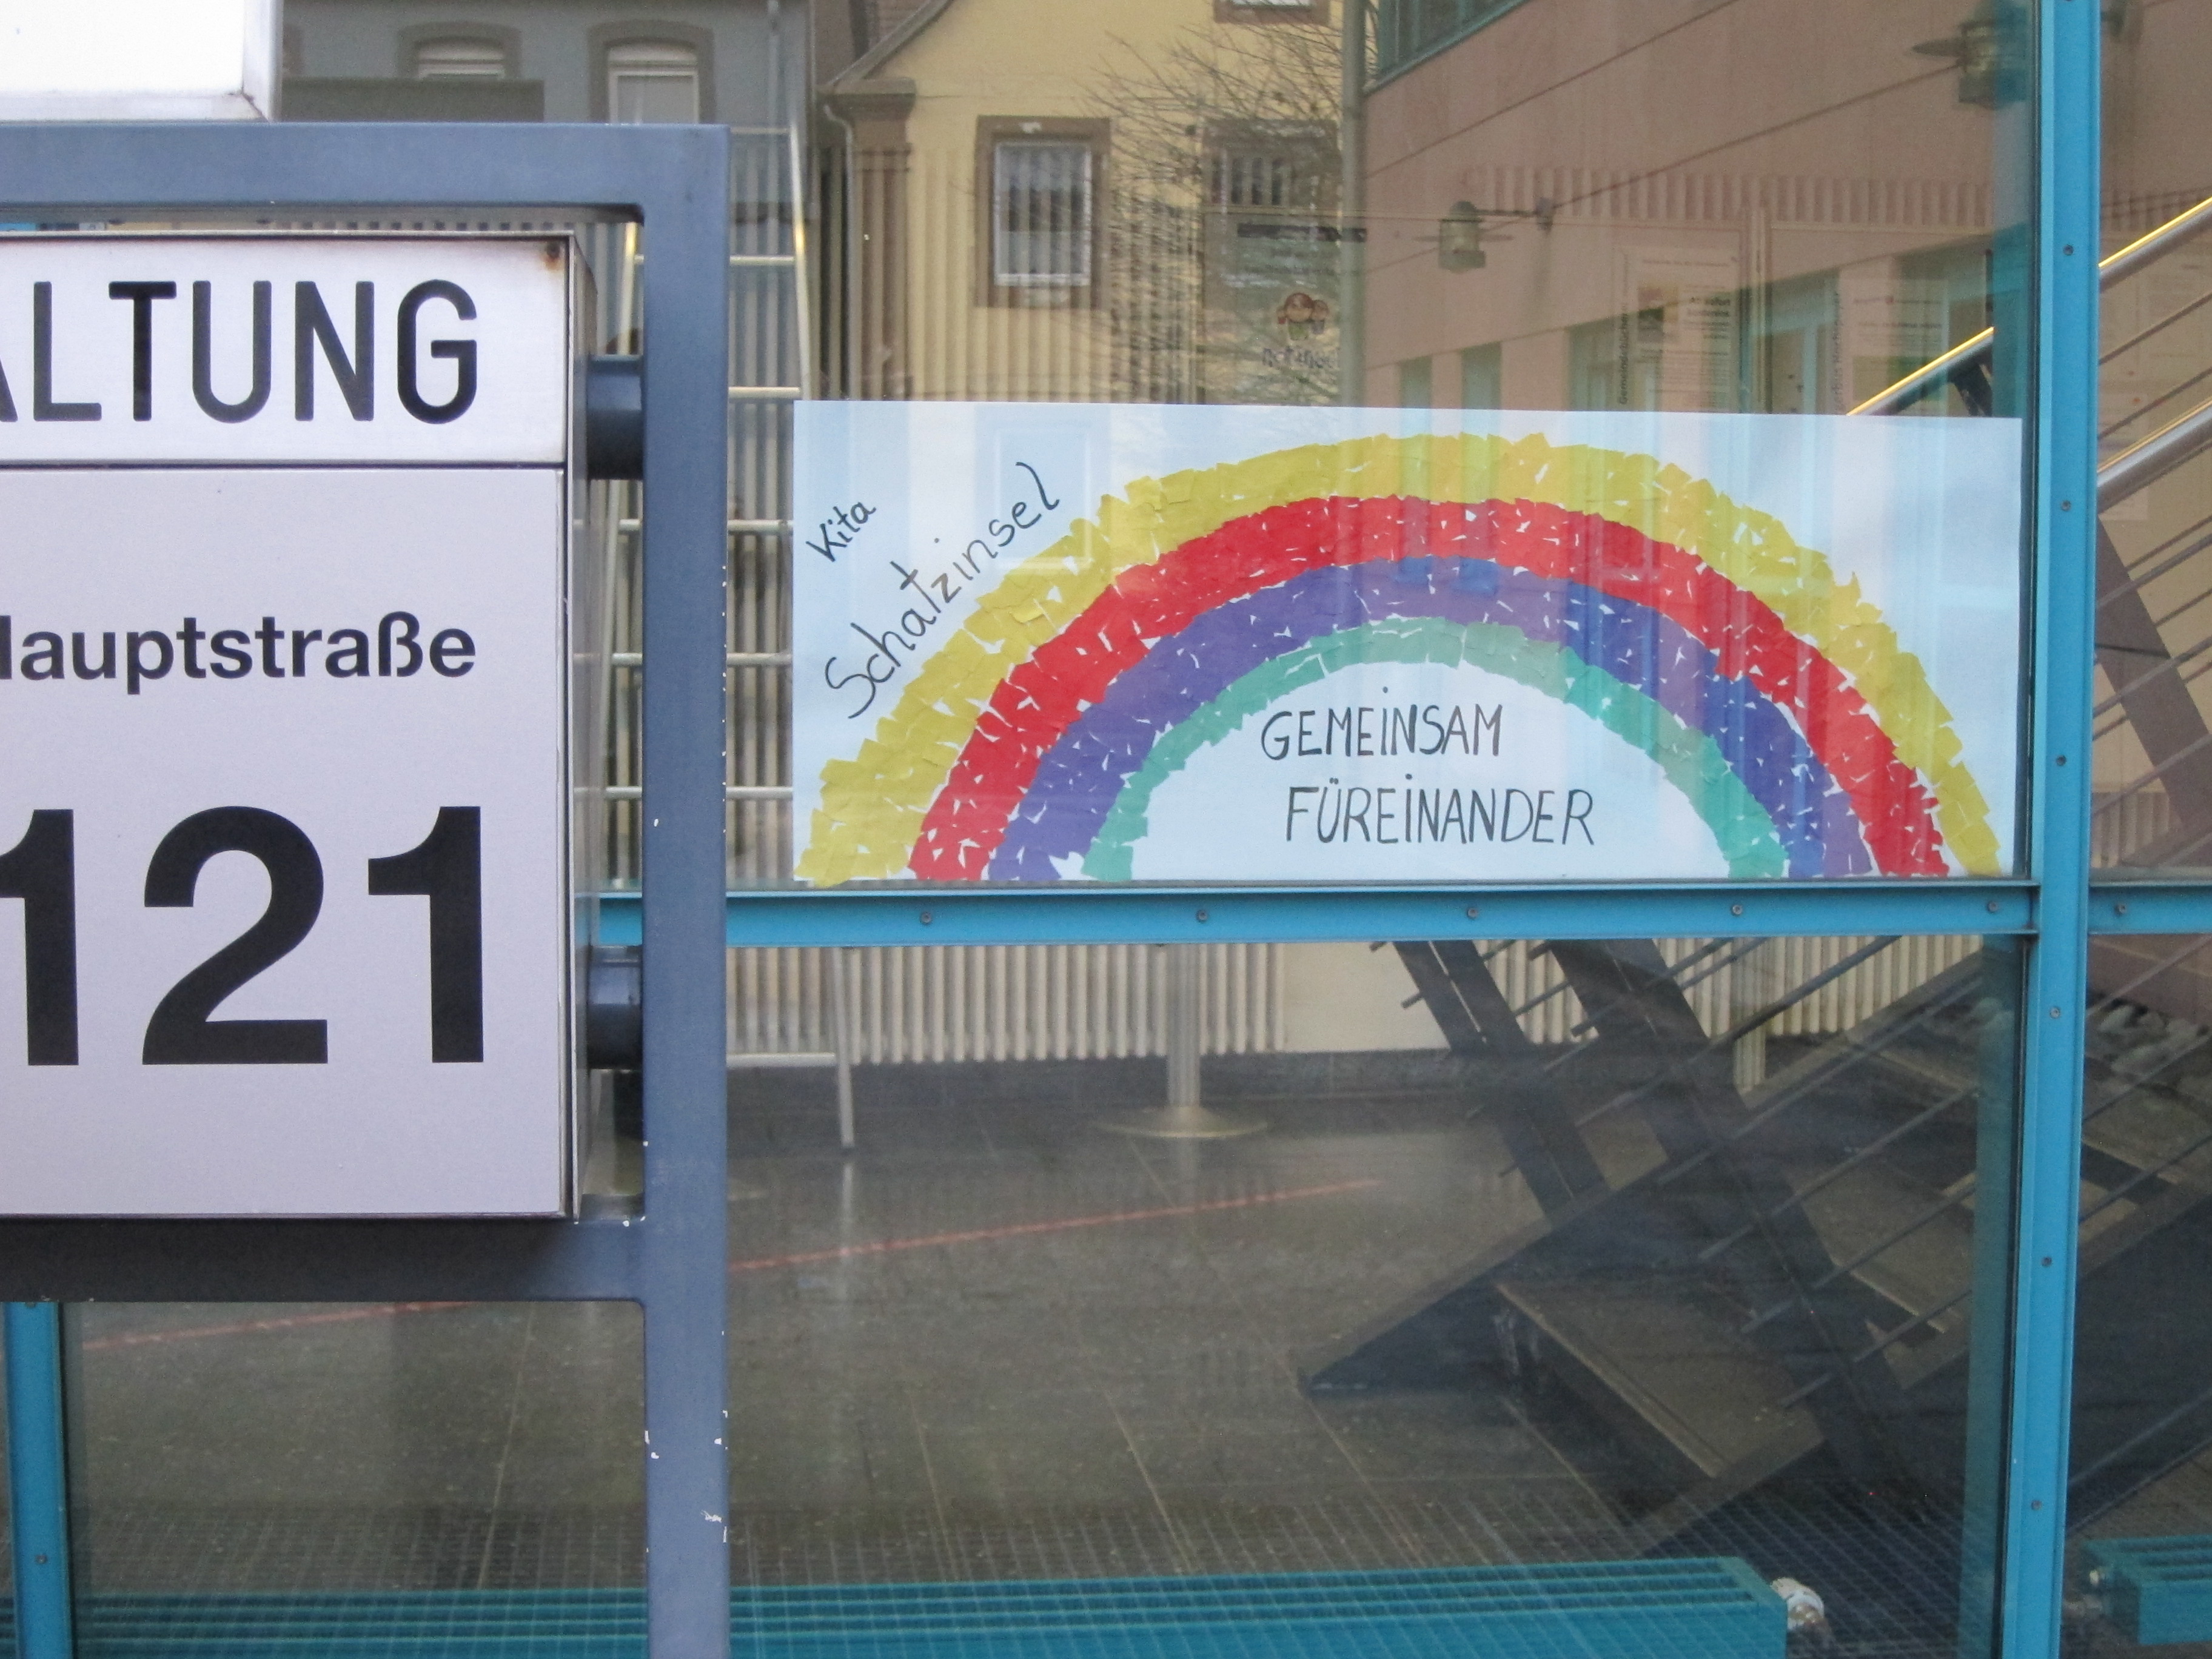 ALTUNG
Hauptstraße
121
Kita
Schatzinsel
GEMEINSAM
FÜREINANDER